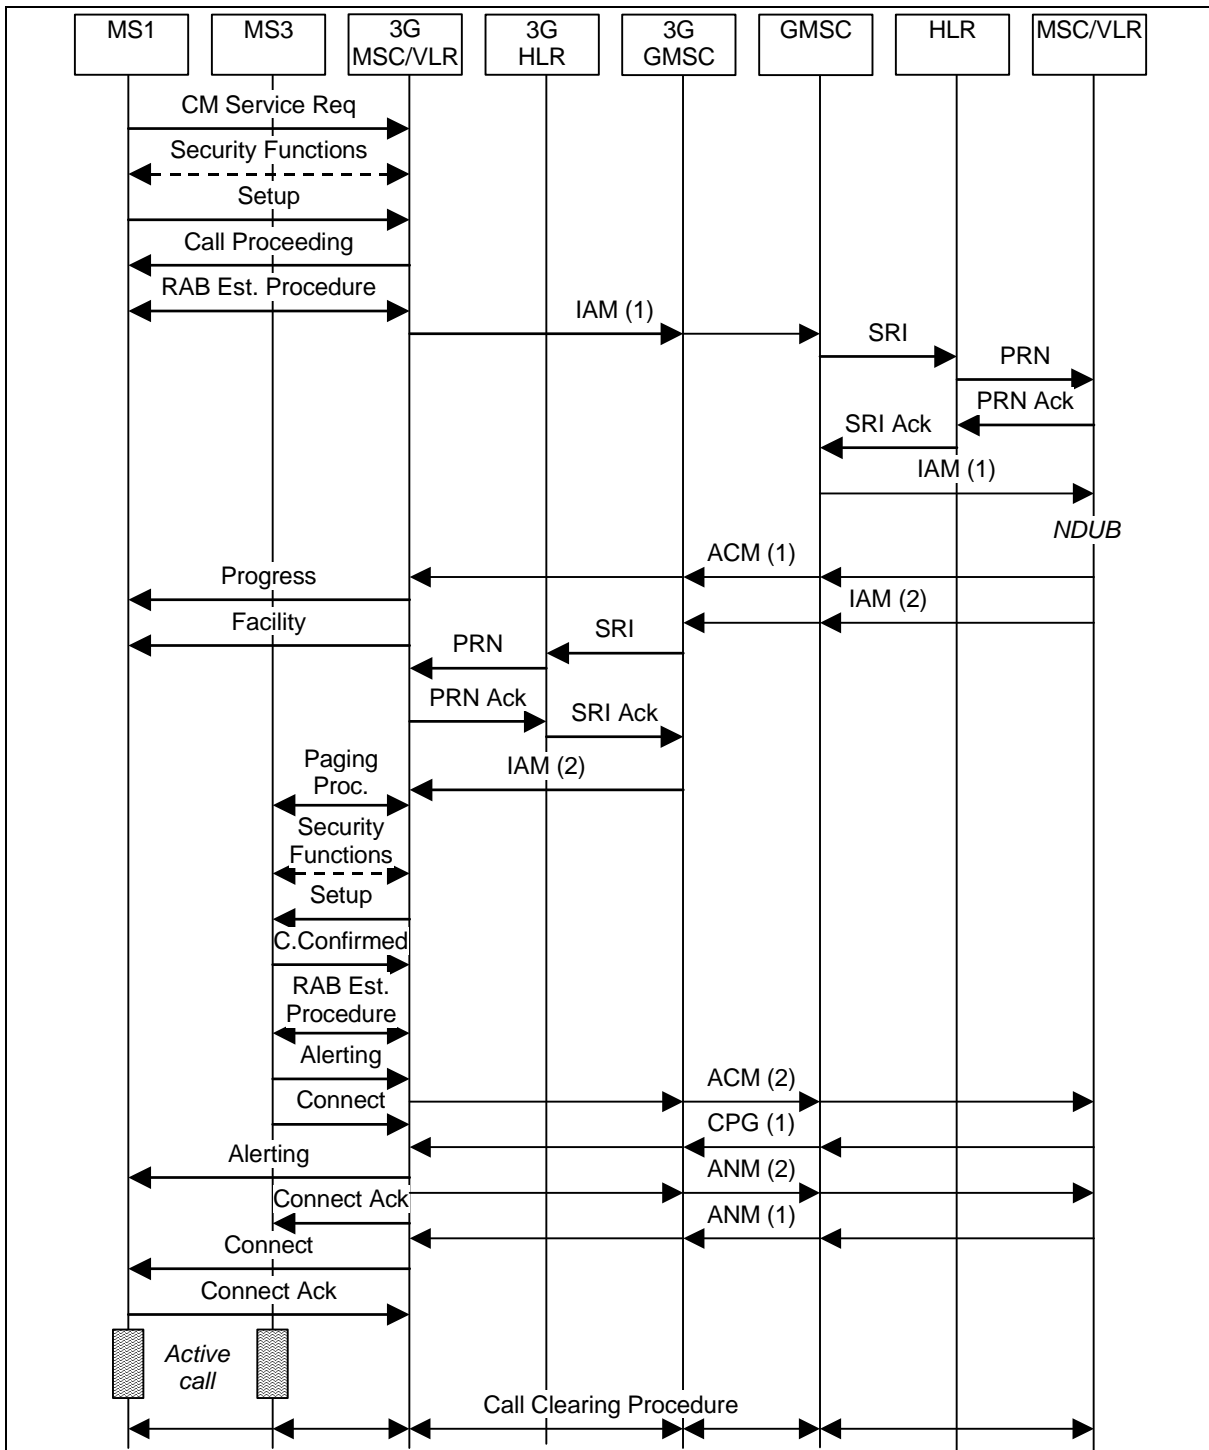 MS1
MS3
3G
MSC/VLR
3G
HLR
3G
GMSC
GMSC
HLR
MSC/VLR
CM Service Req
Security Functions
Setup
Call Proceeding
RAB Est. Procedure
IAM (1)
SRI
PRN
PRN Ack
SRI Ack
IAM (1)
NDUB
ACM (1)
Progress
IAM (2)
Facility
SRI
PRN
PRN Ack
SRI Ack
Paging
Proc.
IAM (2)
Security
Functions
Setup
C.Confirmed
RAB Est.
Procedure
Alerting
ACM (2)
Connect
CPG (1)
Alerting
ANM (2)
Connect Ack
ANM (1)
Connect
Connect Ack
Active
call
Call Clearing Procedure